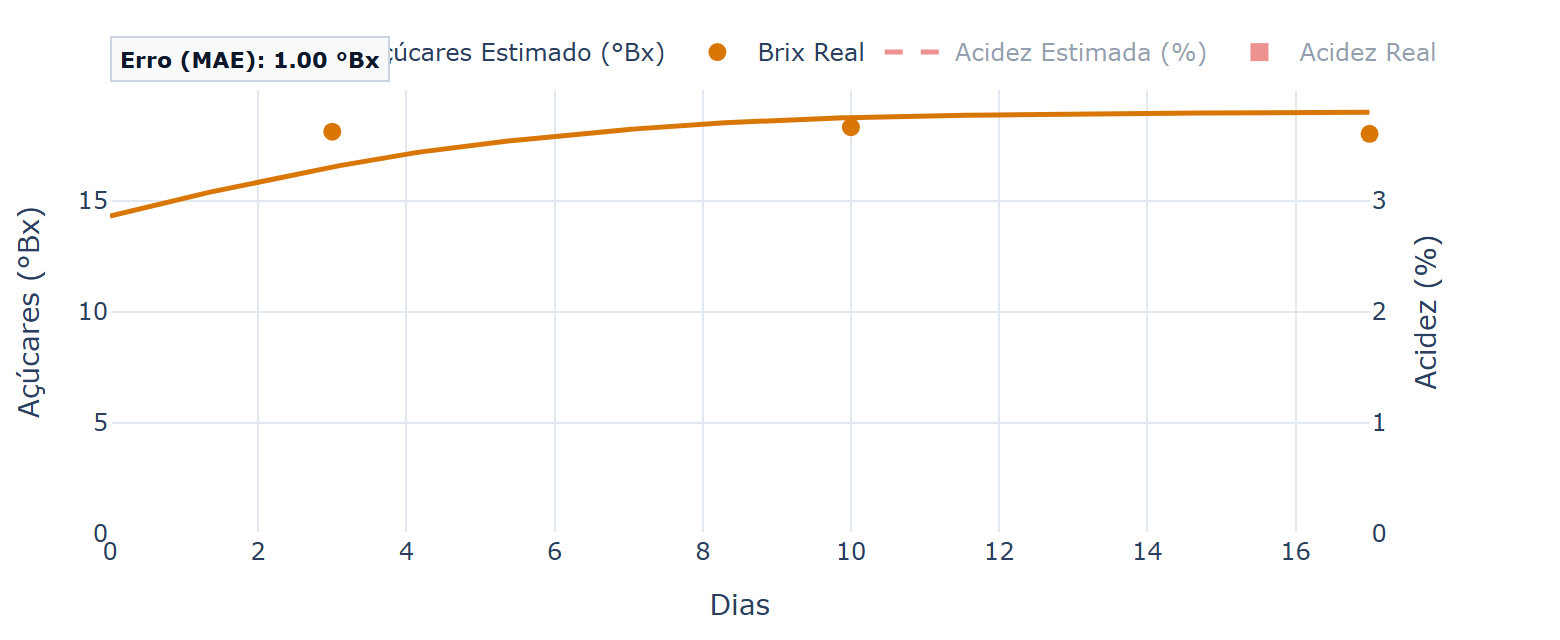 Erro (MAE): 1.00 °Bx
çúcares Estimado (°Bx)
Brix Real
Acidez Estimada (%)
Acidez Real
Açúcares (°Bx)
15
10
5
0
3
2
1
0
Acidez (%)
0 2 4 6 8 10 12 14 16
Dias